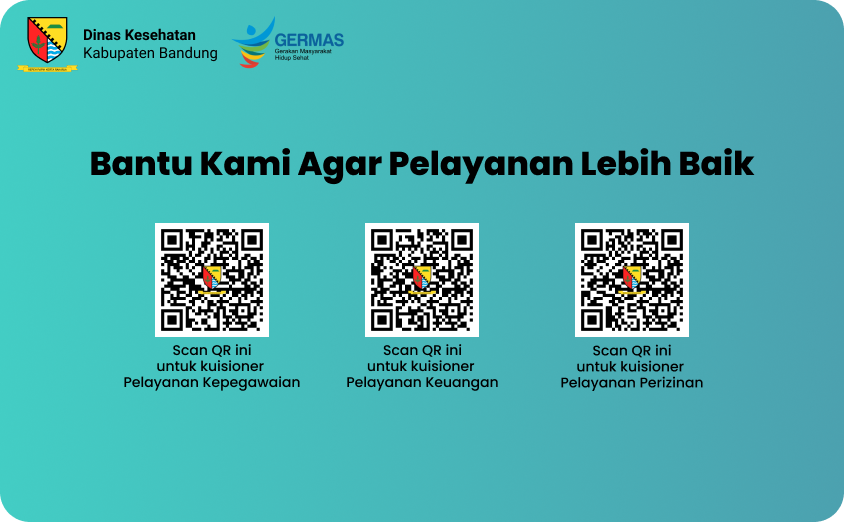 Dinas Kesehatan
Kabupaten Bandung
GERMAS
Gerakan Masyarakat
Hidup Sehat
Bantu Kami Agar Pelayanan Lebih Baik
Scan QR ini
untuk kuisioner
Pelayanan Kepegawaian
Scan QR ini
untuk kuisioner
Pelayanan Keuangan
Scan QR ini
untuk kuisioner
Pelayanan Perizinan